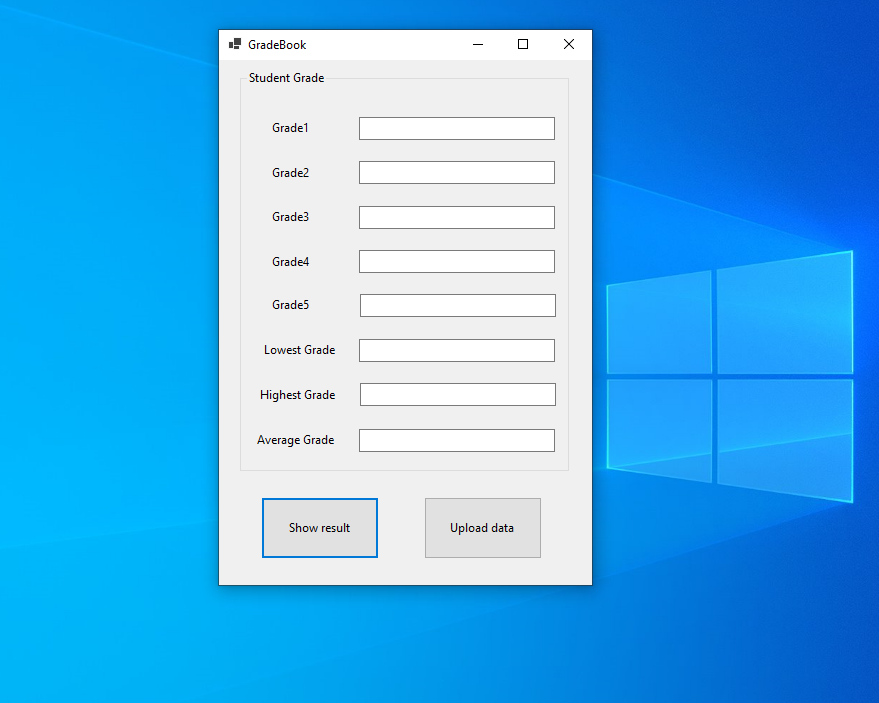 GradeBook
Student Grade
Grade1
Grade2
Grade3
Grade4
Grade5
Lowest Grade
Highest Grade
Average Grade
Show result
Upload data